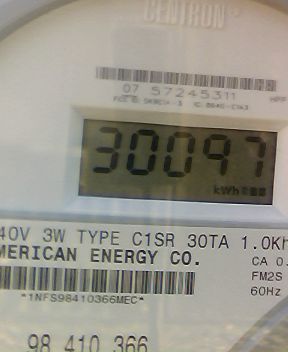 CENTRON®
07 57245311
30097
kWh
40V 3W TYPE C1SR 30TA 1.0Kh
MERICAN ENERGY CO.
CA 0.
FM2S
60Hz
*1NFS98410366MEC*
98 410 366